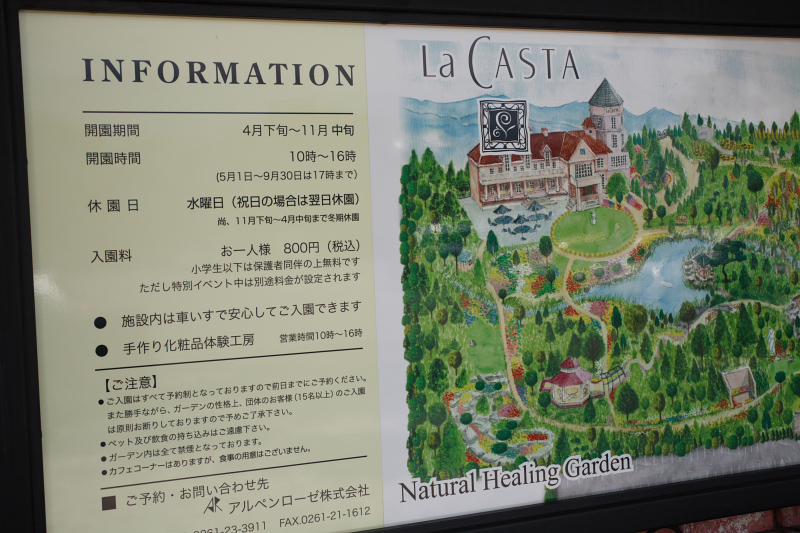 INFORMATION
開園期間 4月下旬～11月 中旬
開園時間 10時～16時
(5月1日～9月30日は17時まで)
休園日 水曜日（祝日の場合は翌日休園）
尚、11月下旬～4月中旬まで冬期休園
入園料 お一人様 800円（税込）
小学生以下は保護者同伴の上無料です
ただし特別イベント中は別途料金が設定されます
● 施設内は車いすで安心してご入園できます
● 手作り化粧品体験工房 営業時間10時～16時
【ご注意】
●ご入園はすべて予約制となっておりますので前日までにご予約ください。
また勝手ながら、ガーデンの性格上、団体のお客様（15名以上）のご入園
は原則お断りしておりますので予めご了承下さい。
●ペット及び飲食の持ち込みはご遠慮下さい。
●ガーデン内は全て禁煙となっております。
●カフェコーナーはありますが、食事の用意はございません。
■ ご予約・お問い合わせ先
AR アルペンローゼ株式会社
0261-23-3911 FAX.0261-21-1612
La CASTA
Natural Healing Garden